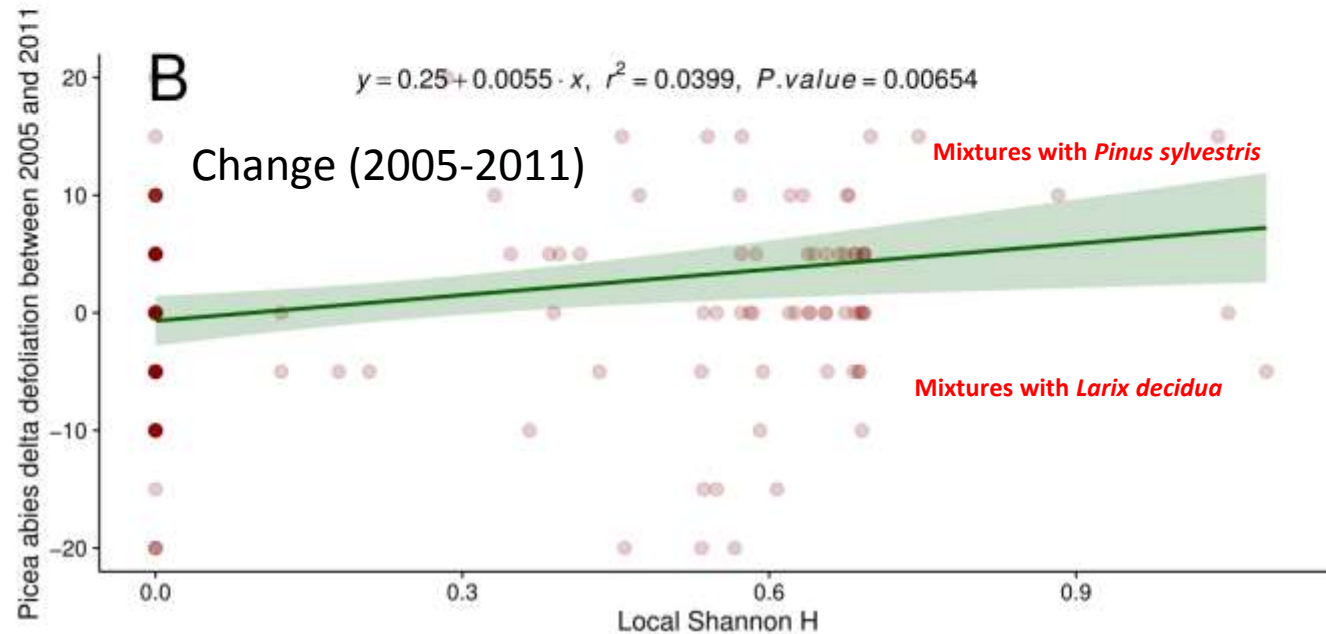 Picea abies delta defoliation between 2005 and 2011
B
y = 0.25 + 0.0055 · x, r² = 0.0399, P.value = 0.00654
Change (2005-2011)
Mixtures with Pinus sylvestris
Mixtures with Larix decidua
20
10
0
−10
−20
0.0 0.3 0.6 0.9
Local Shannon H